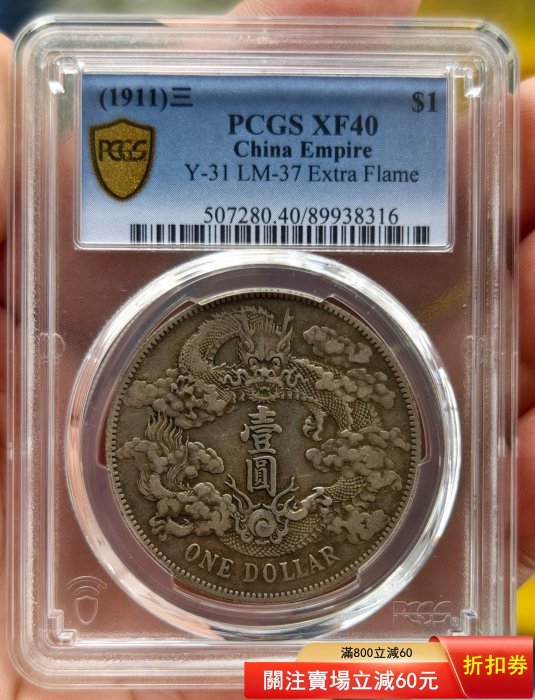 (1911)三 $1
PCGS PCGS XF40
China Empire
Y-31 LM-37 Extra Flame
507280.40/89938316
壹
圓
ONE DOLLAR
PCGS
滿800立減60
關注賣場立減60元
折扣券